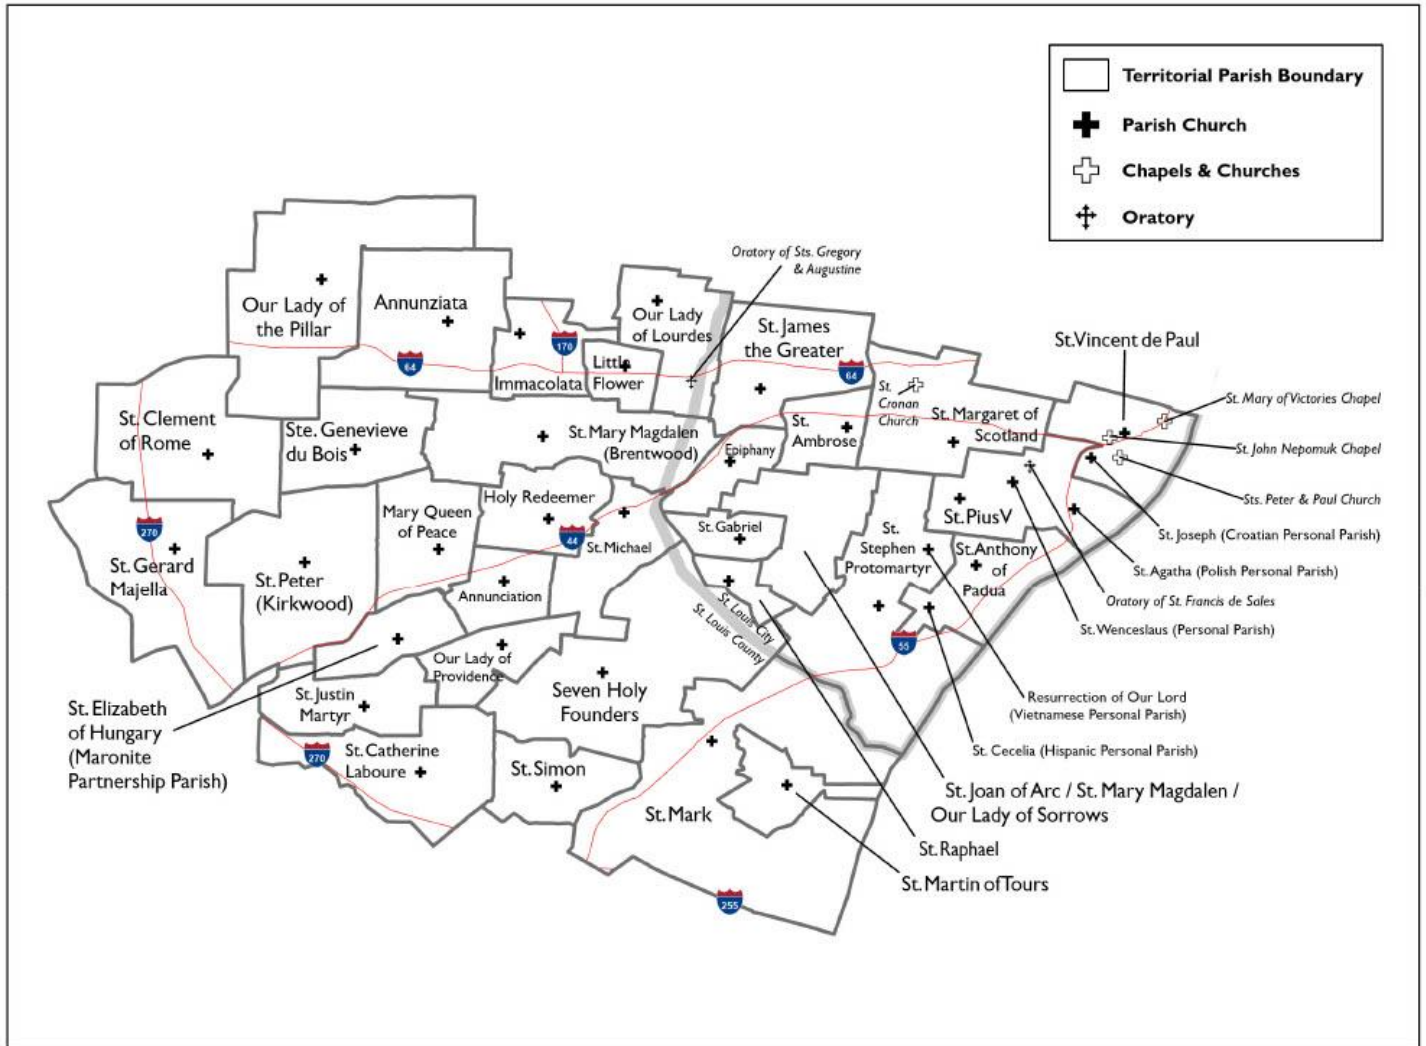 Territorial Parish Boundary
Parish Church
Chapels & Churches
Oratory
Oratory of Sts. Gregory
& Augustine
Our Lady of
the Pillar
Annunziata
64
Immacolata
170
Little
Flower
Our Lady
of Lourdes
St. James
the Greater
64
St.
Cronan
Church
St. Vincent de Paul
St. Mary of Victories Chapel
St. John Nepomuk Chapel
Sts. Peter & Paul Church
St. Joseph (Croatian Personal Parish)
St. Agatha (Polish Personal Parish)
Oratory of St. Francis de Sales
St. Wenceslaus (Personal Parish)
St. Clement
of Rome
Ste. Genevieve
du Bois
St. Mary Magdalen
(Brentwood)
Epiphany
St.
Ambrose
St. Margaret of
Scotland
270
St. Gerard
Majella
St. Peter
(Kirkwood)
Mary Queen
of Peace
Holy Redeemer
44
St. Michael
Annunciation
St. Gabriel
St.
Stephen
Protomartyr
St. Pius V
St. Anthony
of
Padua
St. Louis City
St. Louis County
55
Resurrection of Our Lord
(Vietnamese Personal Parish)
St. Cecelia (Hispanic Personal Parish)
St. Joan of Arc / St. Mary Magdalen /
Our Lady of Sorrows
St. Raphael
St. Martin of Tours
St. Elizabeth
of Hungary
(Maronite
Partnership Parish)
Our Lady of
Providence
St. Justin
Martyr
Seven Holy
Founders
270
St. Catherine
Laboure
St. Simon
St. Mark
255